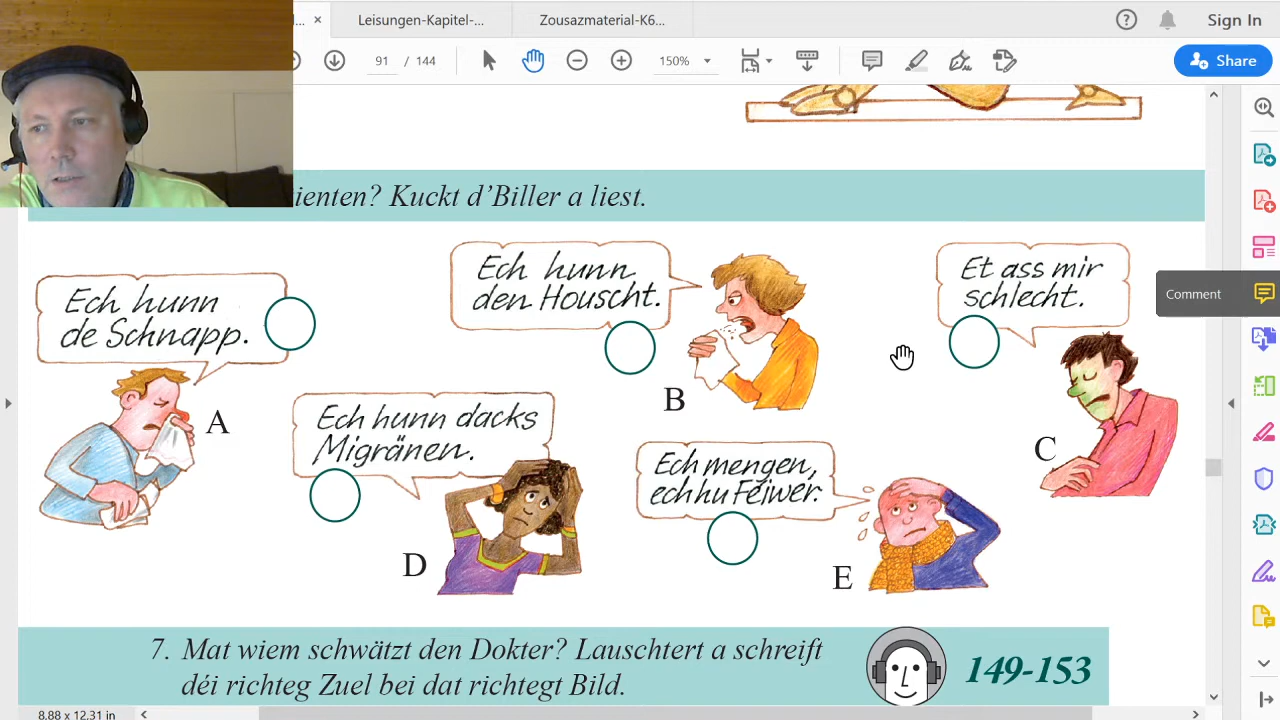 Leisungen-Kapitel-...
Zousazmaterial-K6...
Sign In
91 / 144
150%
Share
ienten? Kuckt d'Biller a liest.
Ech hunn
de Schnapp.
A
Ech hunn
den Houscht.
B
Et ass mir
schlecht.
C
Comment
Ech hunn dacks
Migränen.
D
Ech mengen,
ech hu Féiwer.
E
7. Mat wiem schwätzt den Dokter? Lauschtert a schreift
déi richteg Zuel bei dat richtegt Bild.
149-153
8.88 x 12.31 in